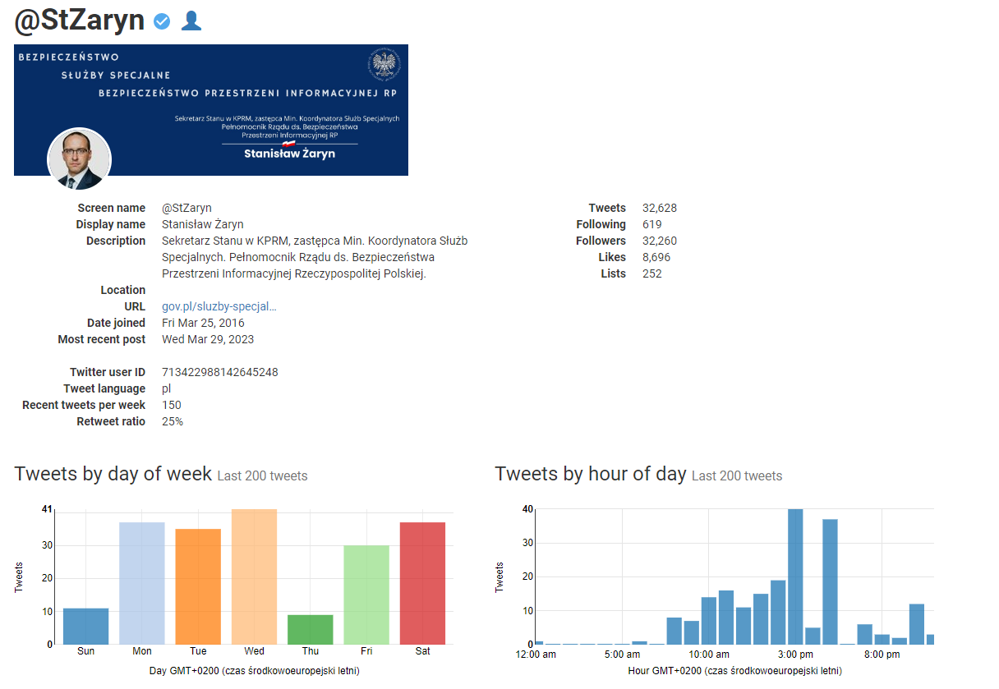 @StZaryn
BEZPIECZEŃSTWO
SŁUŻBY SPECJALNE
BEZPIECZEŃSTWO PRZESTRZENI INFORMACYJNEJ RP
Sekretarz Stanu w KPRM, zastępca Min. Koordynatora Służb Specjalnych
Pełnomocnik Rządu ds. Bezpieczeństwa
Przestrzeni Informacyjnej RP
Stanisław Żaryn
Screen name @StZaryn
Display name Stanisław Żaryn
Description Sekretarz Stanu w KPRM, zastępca Min. Koordynatora Służb
Specjalnych. Pełnomocnik Rządu ds. Bezpieczeństwa
Przestrzeni Informacyjnej Rzeczypospolitej Polskiej.
Location
URL gov.pl/sluzby-specjal…
Date joined Fri Mar 25, 2016
Most recent post Wed Mar 29, 2023
Twitter user ID 713422988142645248
Tweet language pl
Recent tweets per week 150
Retweet ratio 25%
Tweets 32,628
Following 619
Followers 32,260
Likes 8,696
Lists 252
Tweets by day of week Last 200 tweets
41
30
20
10
0
Tweets
Sun Mon Tue Wed Thu Fri Sat
Day GMT+0200 (czas środkowoeuropejski letni)
Tweets by hour of day Last 200 tweets
40
30
20
10
0
Tweets
12:00 am 5:00 am 10:00 am 3:00 pm 8:00 pm
Hour GMT+0200 (czas środkowoeuropejski letni)